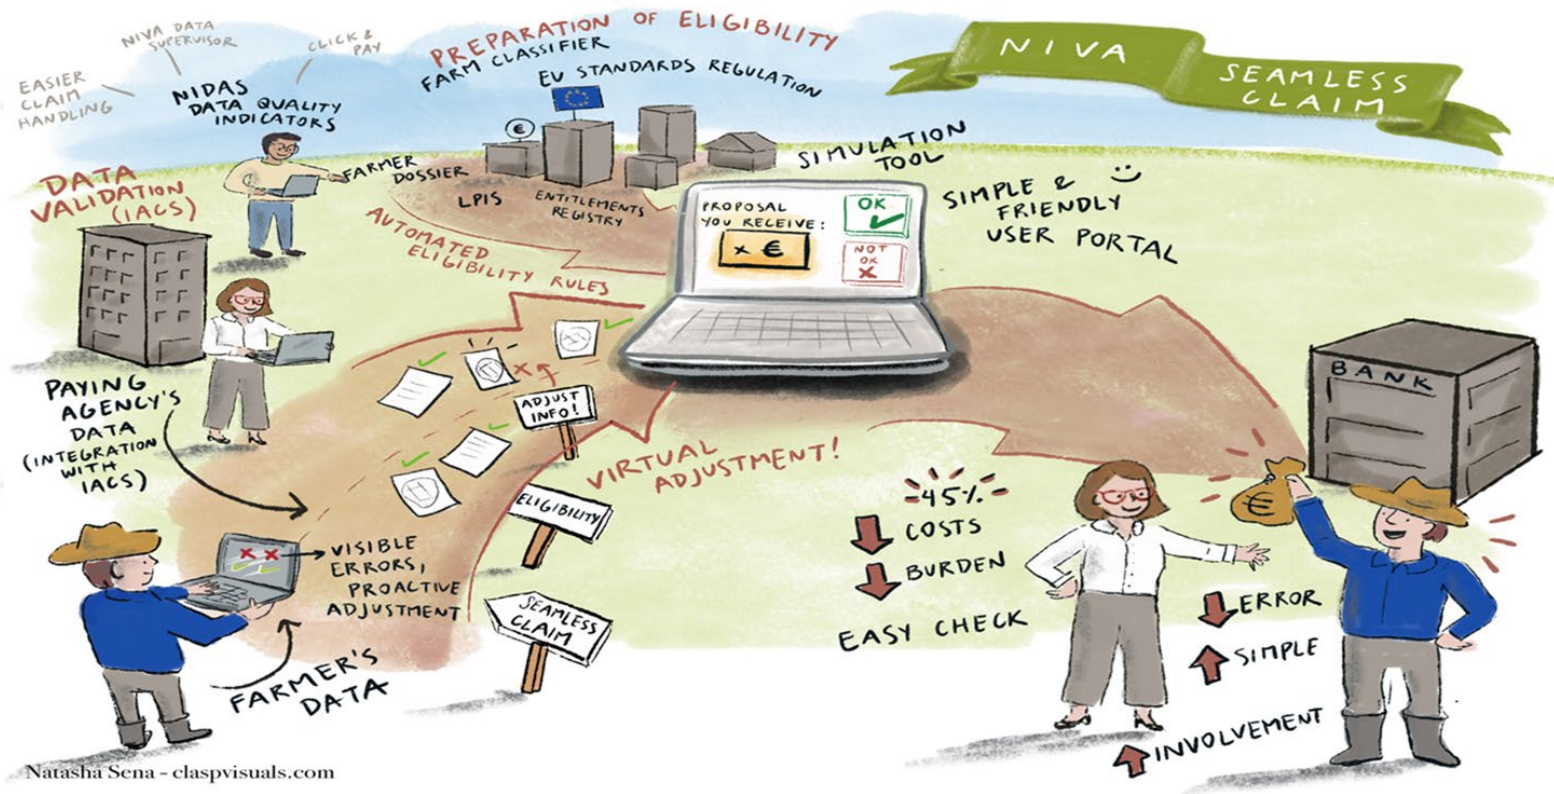 NIVA
SEAMLESS
CLAIM
EASIER
CLAIM
HANDLING
NIVA DATA
SUPERVISOR
CLICK &
PAY
NIDAS
DATA QUALITY
INDICATORS
PREPARATION OF ELIGIBILITY
FARM CLASSIFIER
EU STANDARDS REGULATION
€
FARMER
DOSSIER
LPIS
ENTITLEMENTS
REGISTRY
SIMULATION
TOOL
SIMPLE &
FRIENDLY
USER PORTAL
DATA
VALIDATION
(IACS)
AUTOMATED
ELIGIBILITY RULES
PROPOSAL
YOU RECEIVE:
x €
OK
NOT
OK
X
PAYING
AGENCY'S
DATA
(INTEGRATION
WITH
IACS)
ADJUST
INFO!
VIRTUAL
ADJUSTMENT!
ELIGIBILITY
SEAMLESS
CLAIM
VISIBLE
ERRORS,
PROACTIVE
ADJUSTMENT
FARMER'S
DATA
-45%
COSTS
BURDEN
EASY CHECK
BANK
€
ERROR
SIMPLE
INVOLVEMENT
Natasha Sena - claspvisuals.com